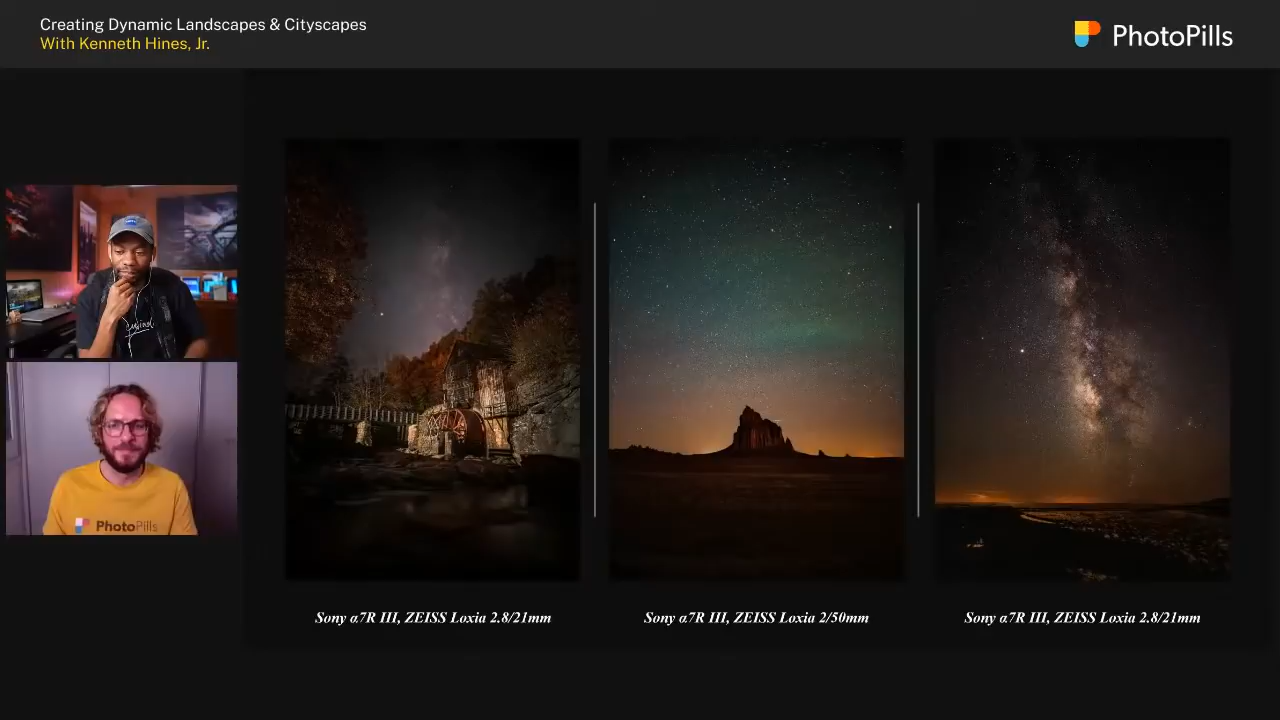 Creating Dynamic Landscapes & Cityscapes
With Kenneth Hines, Jr.
PhotoPills
PhotoPills
Sony α7R III, ZEISS Loxia 2.8/21mm
Sony α7R III, ZEISS Loxia 2/50mm
Sony α7R III, ZEISS Loxia 2.8/21mm